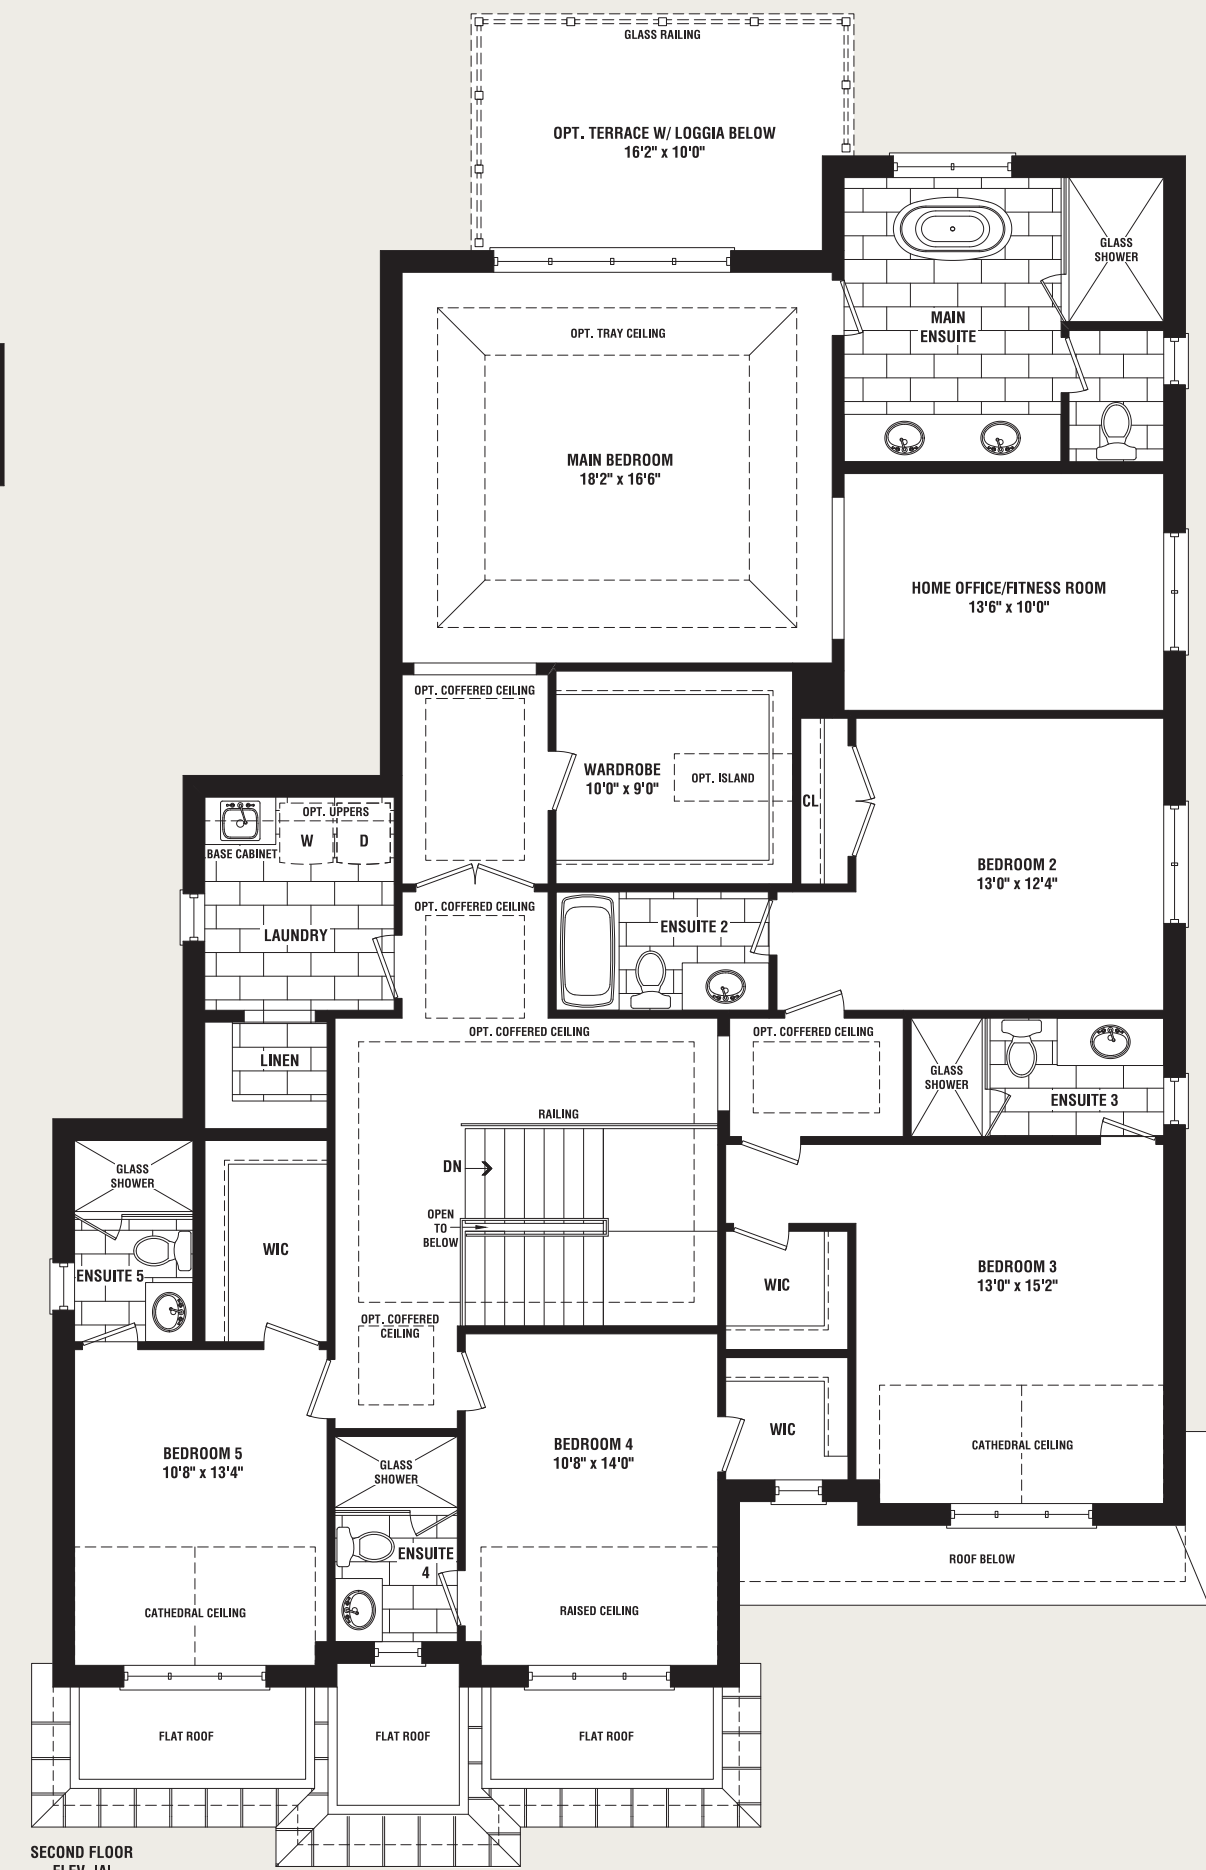 GLASS RAILING
OPT. TERRACE W/ LOGGIA BELOW
16'2" x 10'0"
GLASS
SHOWER
MAIN
ENSUITE
OPT. TRAY CEILING
MAIN BEDROOM
18'2" x 16'6"
HOME OFFICE/FITNESS ROOM
13'6" x 10'0"
OPT. COFFERED CEILING
WARDROBE
10'0" x 9'0"
OPT. ISLAND
CL
OPT. UPPERS
W
D
BASE CABINET
BEDROOM 2
13'0" x 12'4"
OPT. COFFERED CEILING
LAUNDRY
ENSUITE 2
OPT. COFFERED CEILING
OPT. COFFERED CEILING
LINEN
GLASS
SHOWER
ENSUITE 3
RAILING
DN
GLASS
SHOWER
OPEN
TO
BELOW
WIC
ENSUITE 5
WIC
BEDROOM 3
13'0" x 15'2"
OPT. COFFERED
CEILING
WIC
BEDROOM 5
10'8" x 13'4"
BEDROOM 4
10'8" x 14'0"
CATHEDRAL CEILING
GLASS
SHOWER
ENSUITE
4
ROOF BELOW
CATHEDRAL CEILING
RAISED CEILING
FLAT ROOF
FLAT ROOF
FLAT ROOF
SECOND FLOOR
ELEV. 'A'